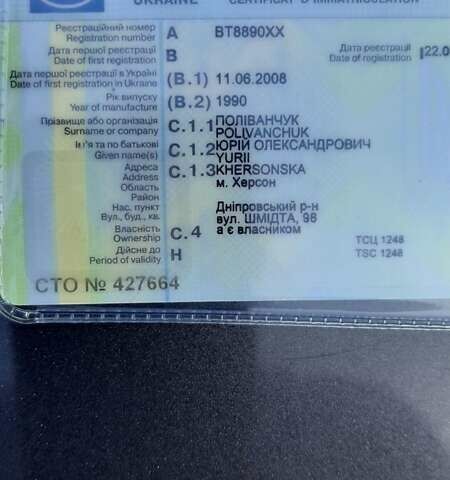 UKRAINE CERTIFICAT D'IMMATRICULATION
Реєстраційний номер A BT8890XX
Registration number
Дата першої реєстрації B Дата реєстрації
Date of first registration Date of registration
Дата першої реєстрації в Україні (B.1) 11.06.2008
Date of first registration in Ukraine
Рік випуску (B.2) 1990
Year of manufacture
Прізвище або організація C.1.1 ПОЛІВАНЧУК
Surname or company POLIVANCHUK
Ім'я та по батькові C.1.2 ЮРІЙ ОЛЕКСАНДРОВИЧ
Given name(s) YURII
Адреса C.1.3 KHERSONSKA
Address м. Херсон
Область
Район Дніпровський р-н
Нас. пункт вул. ШМІДТА, 98
Вул., буд., кв.
Власність C.4 а є власником
Ownership
Дійсне до H ТСЦ 1248
Period of validity TSC 1248
СТО № 427664